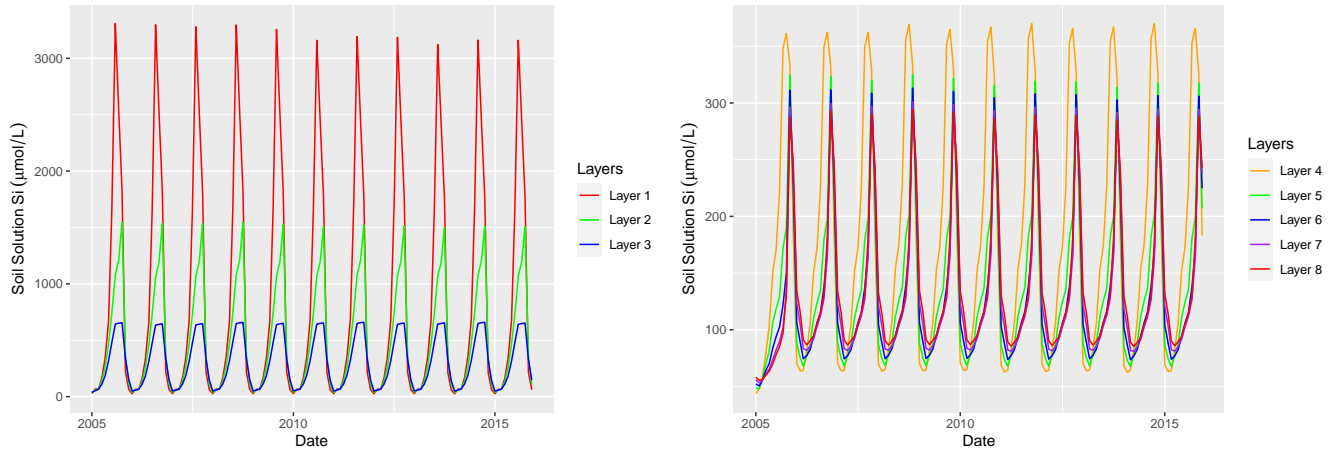 3000
2000
1000
0
Soil Solution Si (μmol/L)
2005
2010
2015
Date
Layers
Layer 1
Layer 2
Layer 3
300
200
100
Soil Solution Si (μmol/L)
2005
2010
2015
Date
Layers
Layer 4
Layer 5
Layer 6
Layer 7
Layer 8